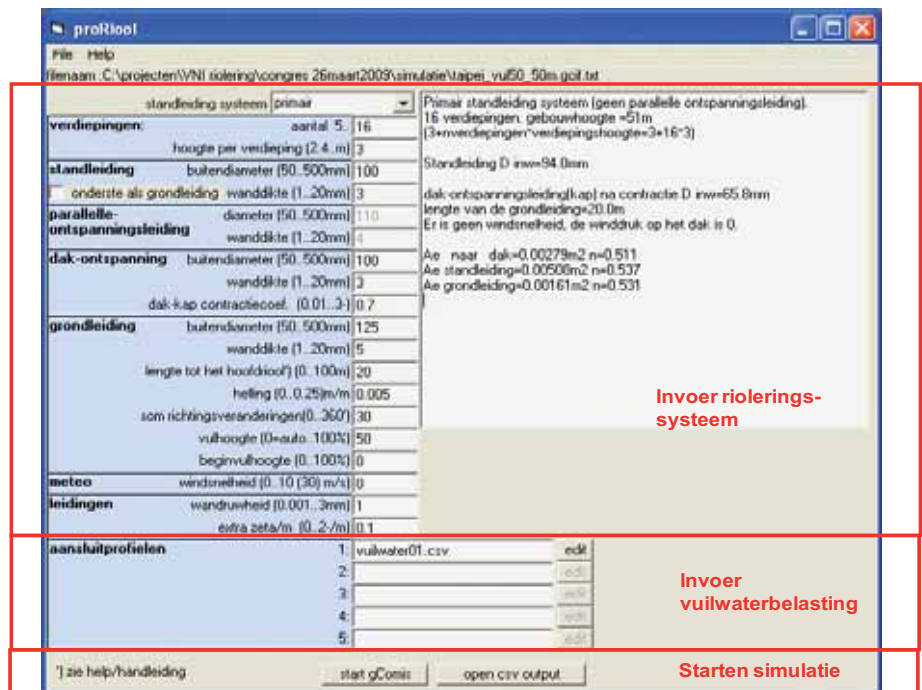 proRiool
File Help
filenaam :C:\projecten\VNI riolering\congres 26maart2009\simulatie\taipei_vul50_50m.goif.txt
standleiding systeem primair
verdiepingen: aantal 5.. 16
hoogte per verdieping (2.4..m) 3
standleiding buitendiameter (50..500mm) 100
onderste als grondleiding wanddikte (1..20mm) 3
parallelle-ontspanningsleiding diameter (50..500mm) 110
wanddikte (1..20mm) 4
dak-ontspanning buitendiameter (50..500mm) 100
wanddikte (1..20mm) 3
dak-kap contractiecoef. (0.01..3-) 0.7
grondleiding buitendiameter (50..500mm) 125
wanddikte (1..20mm) 5
lengte tot het hoofdriool') (0..100m) 20
helling (0..0.25)m/m 0.005
som richtingsveranderingen(0..360') 30
vulhoogte (0=auto..100%) 50
beginvulhoogte (0..100%) 0
meteo windsnelheid (0..10 (30) m/s) 0
leidingen wandruwheid (0.001..3mm) 1
extra zeta/m (0..2-/m) 0.1
Primair standleiding systeem (geen parallelle ontspanningsleiding).
16 verdiepingen. gebouwhoogte =51m
(3+nverdiepingen*verdiepingshoogte=3+16*3)
Standleiding D inw=94.0mm
dak-ontspanningsleiding(kap) na contractie D inw=65.8mm
lengte van de grondleiding=20.0m
Er is geen windsnelheid, de winddruk op het dak is 0.
Ae naar dak=0.00279m2 n=0.511
Ae standleiding=0.00508m2 n=0.537
Ae grondleiding=0.00161m2 n=0.531
Invoer riolerings-
systeem
aansluitprofielen 1: vuilwater01.csv edit
2: edit
3: edit
4: edit
5: edit
Invoer
vuilwaterbelasting
') zie help/handleiding start gComis open csv output
Starten simulatie